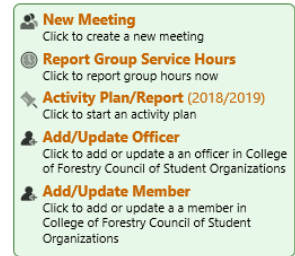 New Meeting
Click to create a new meeting
Report Group Service Hours
Click to report group hours now
Activity Plan/Report (2018/2019)
Click to start an activity plan
Add/Update Officer
Click to add or update a an officer in College
of Forestry Council of Student Organizations
Add/Update Member
Click to add or update a a member in
College of Forestry Council of Student
Organizations